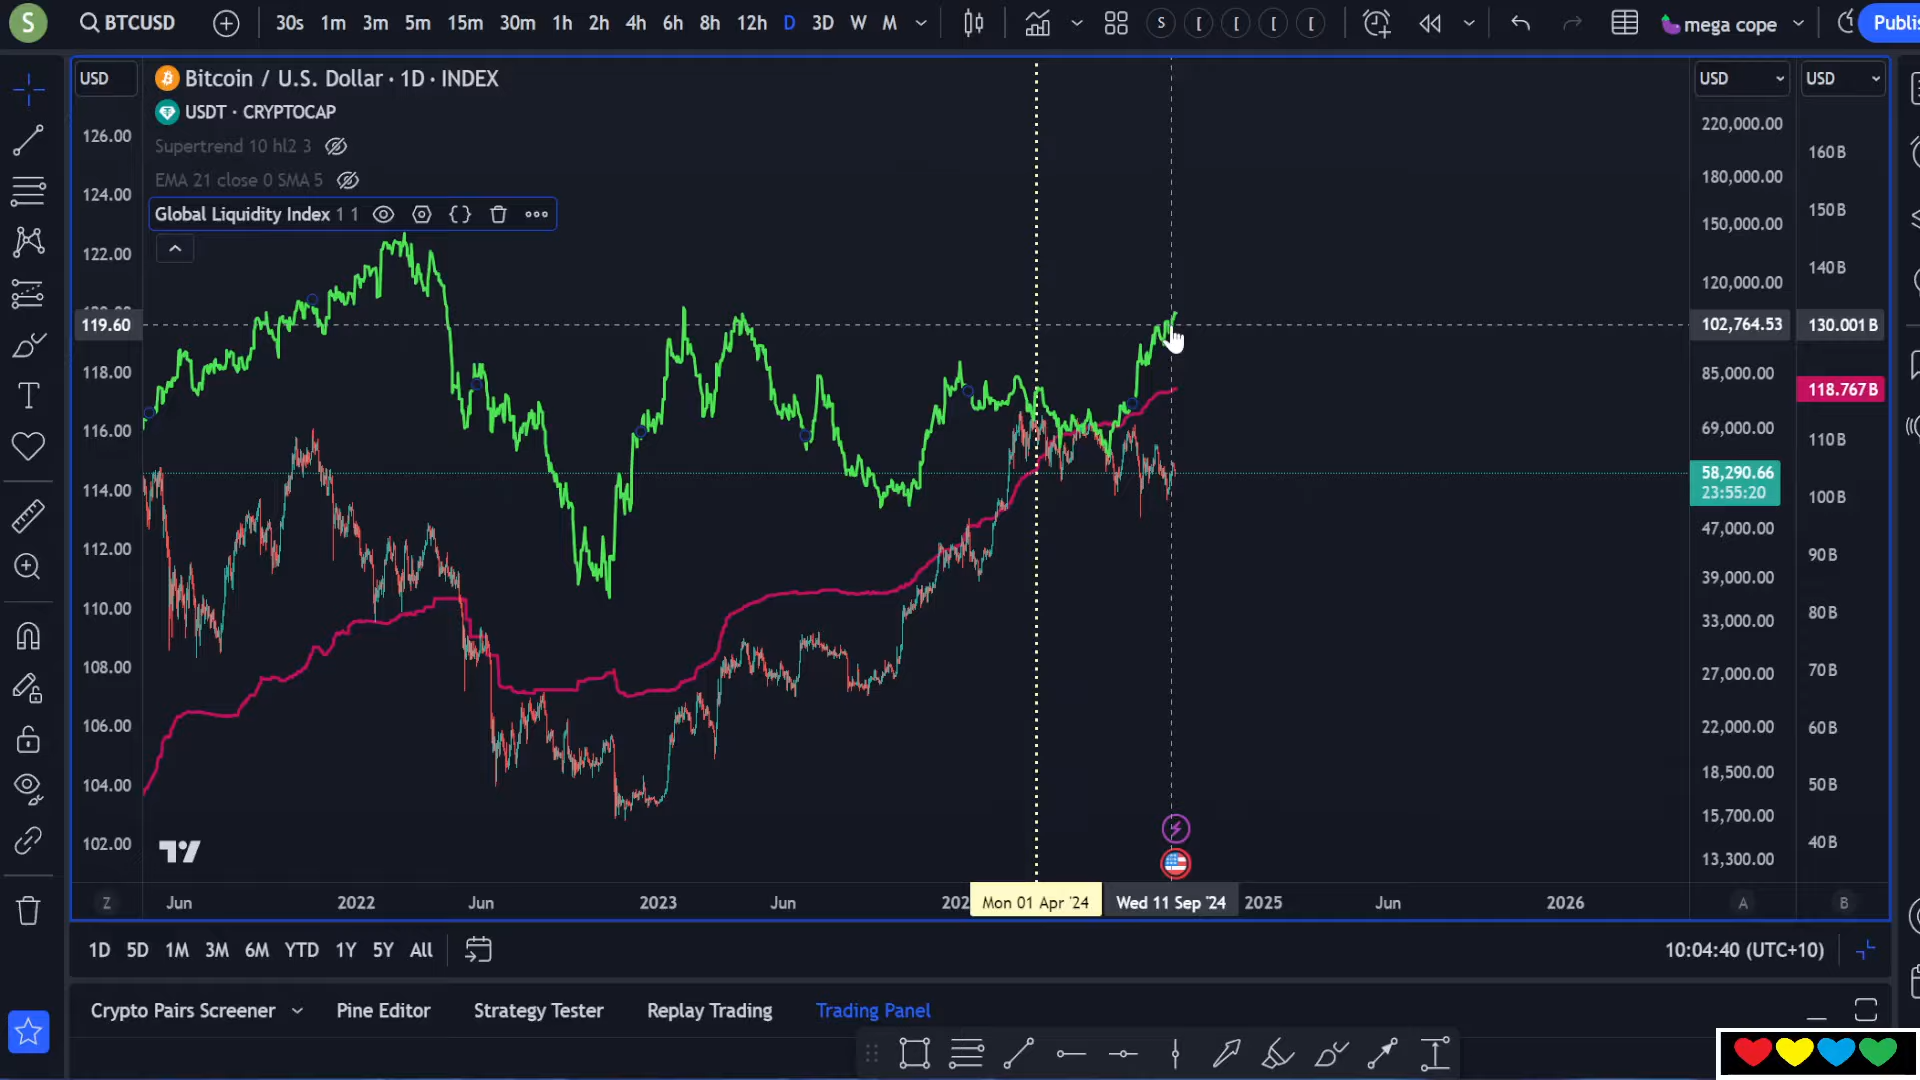 S
BTCUSD
30s 1m 3m 5m 15m 30m 1h 2h 4h 6h 8h 12h D 3D W M
S [ [ [ [
mega cope
Publis
USD
Bitcoin / U.S. Dollar · 1D · INDEX
USDT · CRYPTOCAP
Supertrend 10 hl2 3
EMA 21 close 0 SMA 5
Global Liquidity Index 1 1
126.00
124.00
122.00
119.60
118.00
116.00
114.00
112.00
110.00
108.00
106.00
104.00
102.00
USD
220,000.00
180,000.00
150,000.00
120,000.00
102,764.53
85,000.00
69,000.00
58,290.66
23:55:20
47,000.00
39,000.00
33,000.00
27,000.00
22,000.00
18,500.00
15,700.00
13,300.00
USD
160B
150B
140B
130.001B
118.767B
110B
100B
90B
80B
70B
60B
50B
40B
Z Jun 2022 Jun 2023 Jun 202 Mon 01 Apr '24 Wed 11 Sep '24 2025 Jun 2026 A B
1D 5D 1M 3M 6M YTD 1Y 5Y All
10:04:40 (UTC+10)
Crypto Pairs Screener Pine Editor Strategy Tester Replay Trading Trading Panel